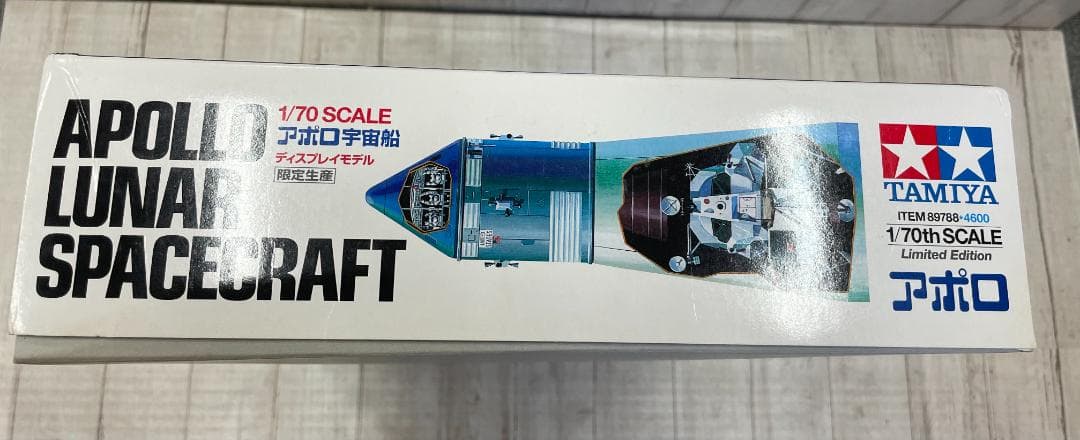 APOLLO
LUNAR
SPACECRAFT
1/70 SCALE
アポロ宇宙船
ディスプレイモデル
限定生産
TAMIYA
ITEM 89788・4600
1/70th SCALE
Limited Edition
アポロ